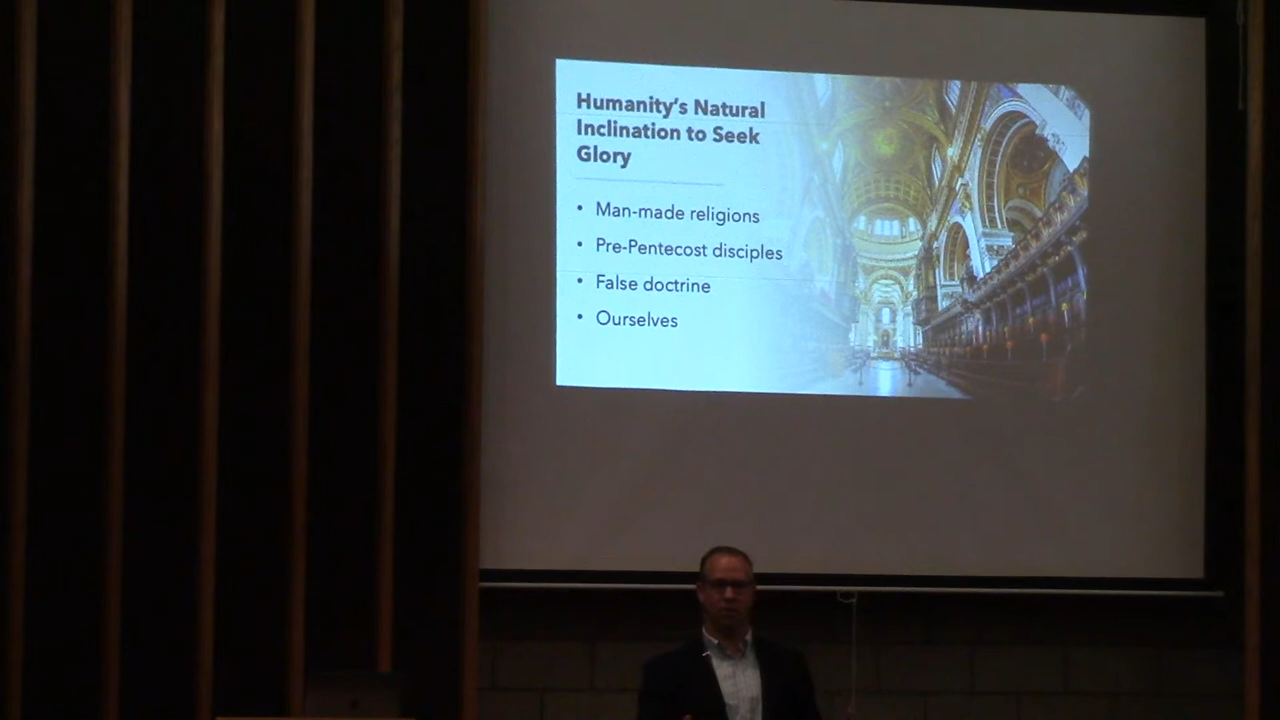 Humanity's Natural
Inclination to Seek
Glory
• Man-made religions
• Pre-Pentecost disciples
• False doctrine
• Ourselves